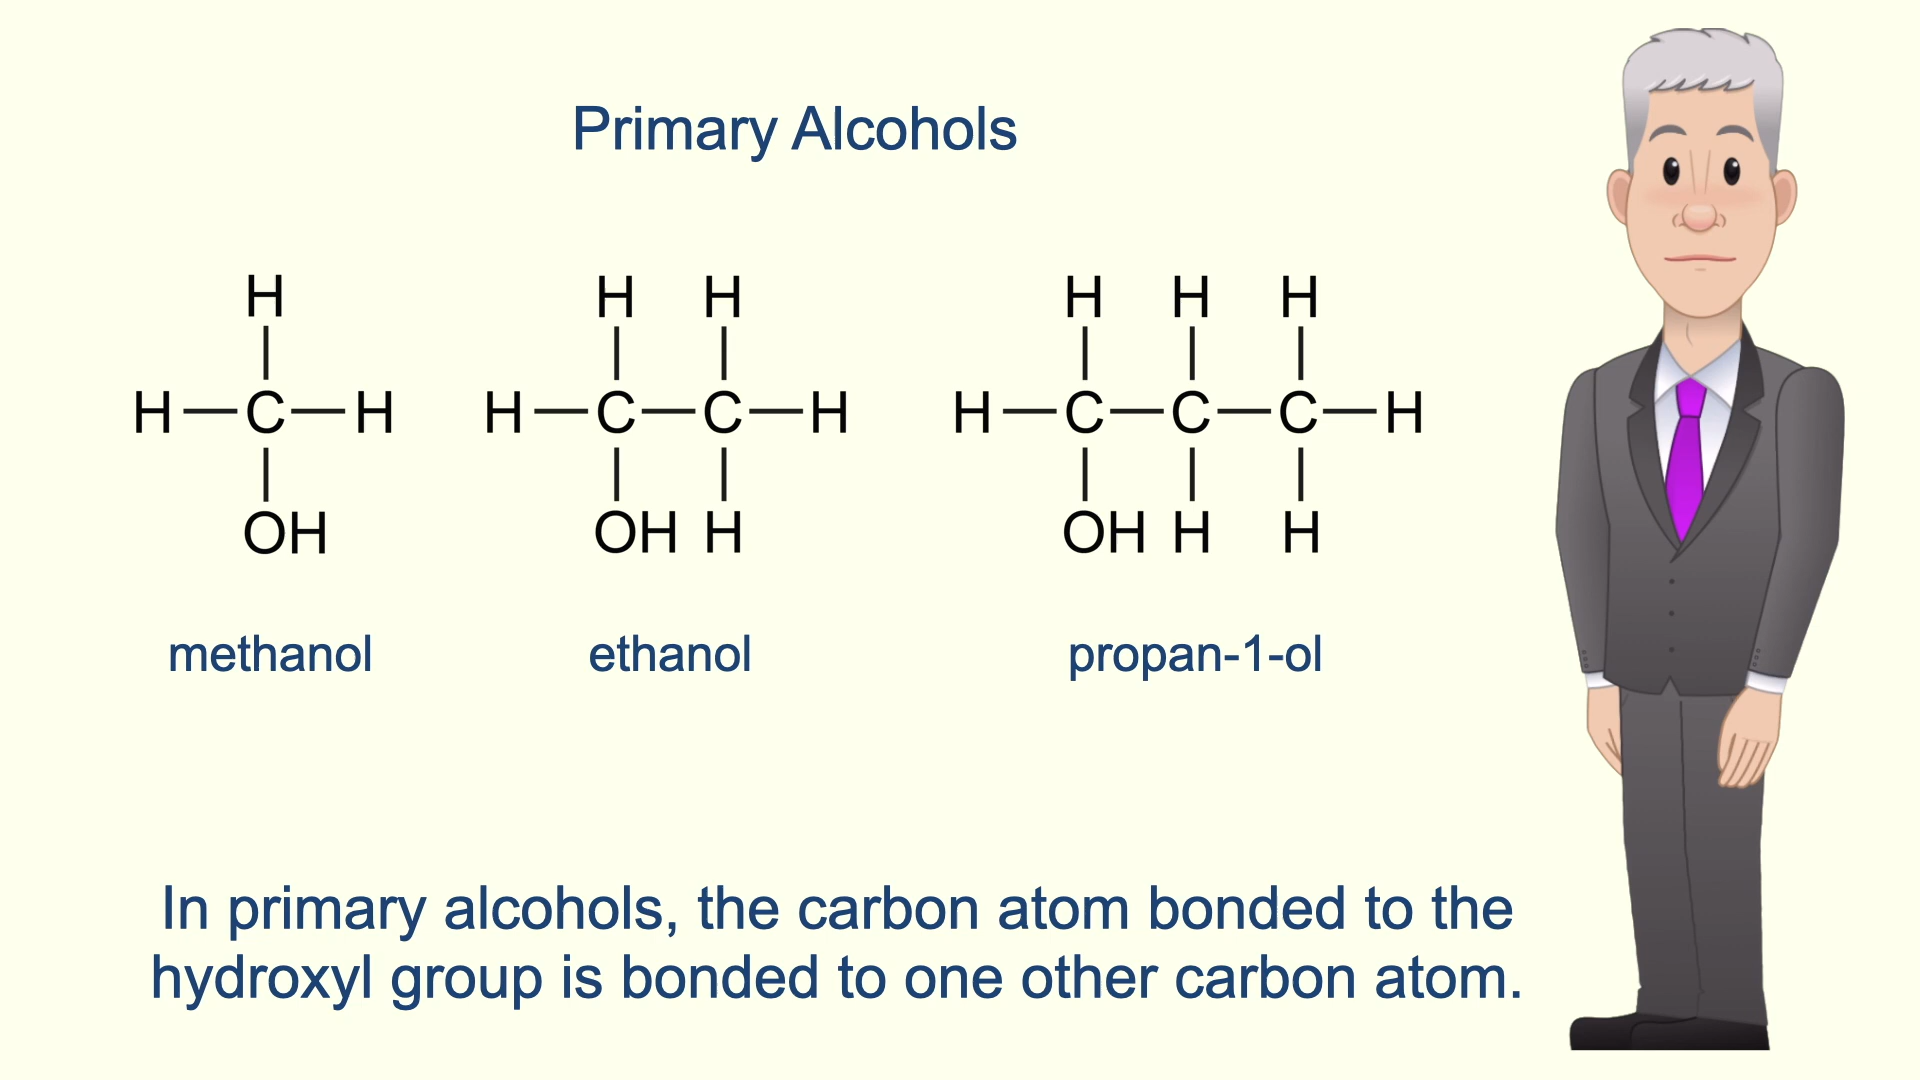 Primary Alcohols
H H H H H H
H C H H C C H H C C C H
OH OH H OH H H
methanol ethanol propan-1-ol
In primary alcohols, the carbon atom bonded to the
hydroxyl group is bonded to one other carbon atom.